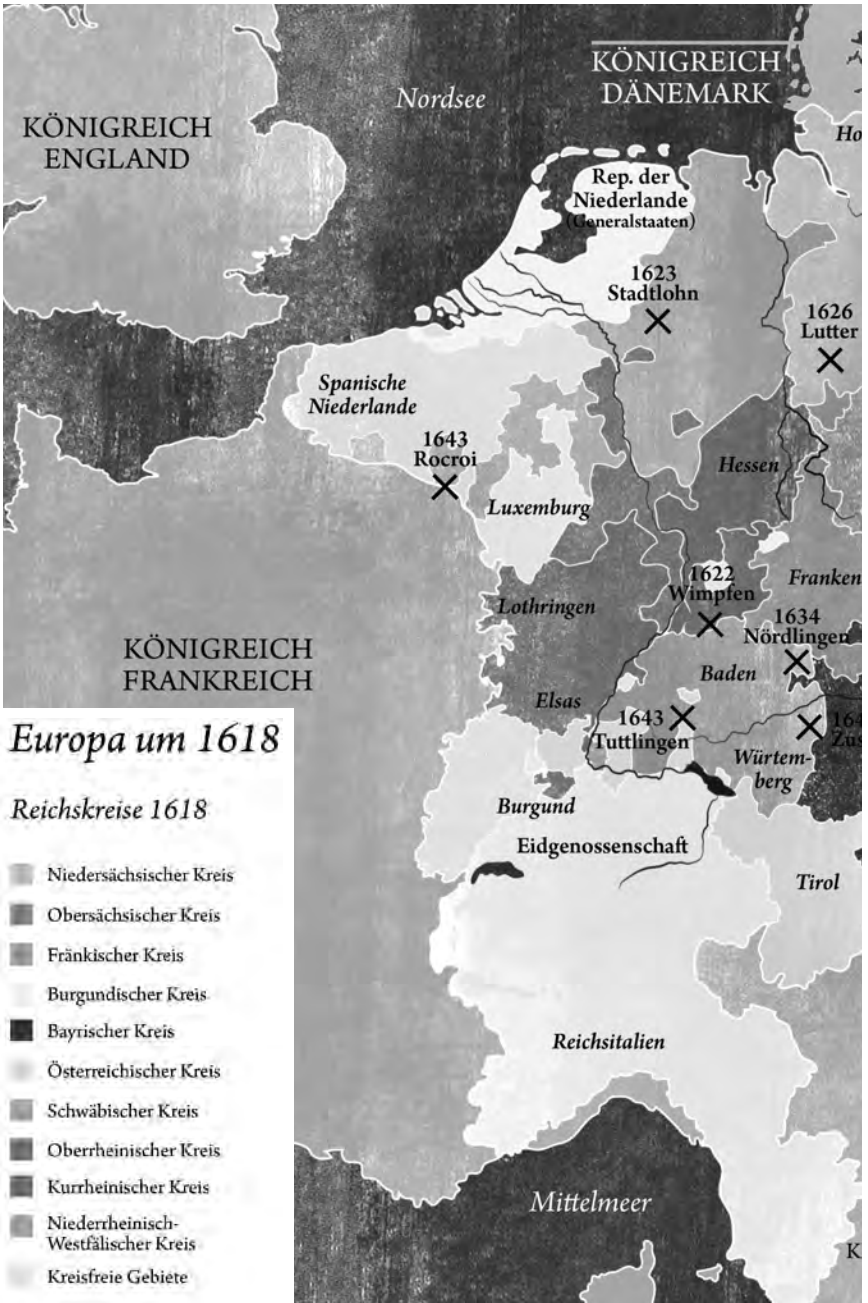 KÖNIGREICH
ENGLAND
Nordsee
KÖNIGREICH
DÄNEMARK
Ho
Rep. der
Niederlande
(Generalstaaten)
1623
Stadtlohn
1626
Lutter
Spanische
Niederlande
1643
Rocroi
Hessen
Luxemburg
1622
Wimpfen
Franken
Lothringen
1634
Nördlingen
KÖNIGREICH
FRANKREICH
Baden
Elsas
1643
Tuttlingen
164
Zus
Würtem-
berg
Burgund
Eidgenossenschaft
Tirol
Reichsitalien
Mittelmeer
K
Europa um 1618
Reichskreise 1618
Niedersächsischer Kreis
Obersächsischer Kreis
Fränkischer Kreis
Burgundischer Kreis
Bayrischer Kreis
Österreichischer Kreis
Schwäbischer Kreis
Oberrheinischer Kreis
Kurrheinischer Kreis
Niederrheinisch-
Westfälischer Kreis
Kreisfreie Gebiete